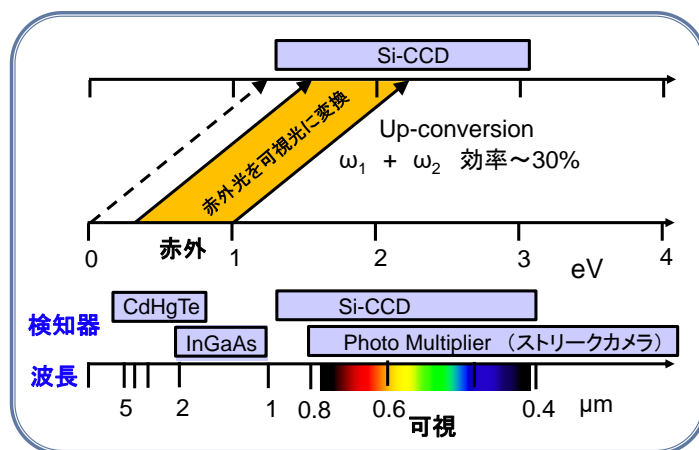 Si-CCD
赤外光を可視光に変換
Up-conversion
ω1 + ω2 効率～30%
赤外
0 1 2 3 4
eV
CdHgTe
Si-CCD
検知器
InGaAs
Photo Multiplier （ストリークカメラ）
波長
5 2 1 0.8 0.6 0.4 μm
可視